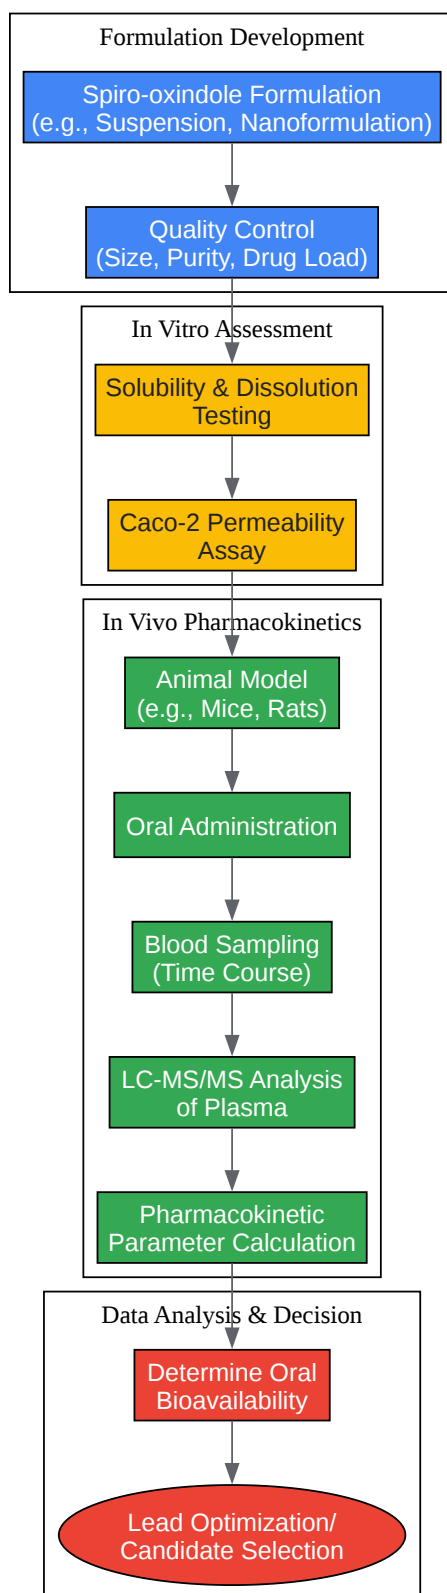 Formulation Development
Spiro-oxindole Formulation
(e.g., Suspension, Nanoformulation)
Quality Control
(Size, Purity, Drug Load)
In Vitro Assessment
Solubility & Dissolution
Testing
Caco-2 Permeability
Assay
In Vivo Pharmacokinetics
Animal Model
(e.g., Mice, Rats)
Oral Administration
Blood Sampling
(Time Course)
LC-MS/MS Analysis
of Plasma
Pharmacokinetic
Parameter Calculation
Data Analysis & Decision
Determine Oral
Bioavailability
Lead Optimization/
Candidate Selection